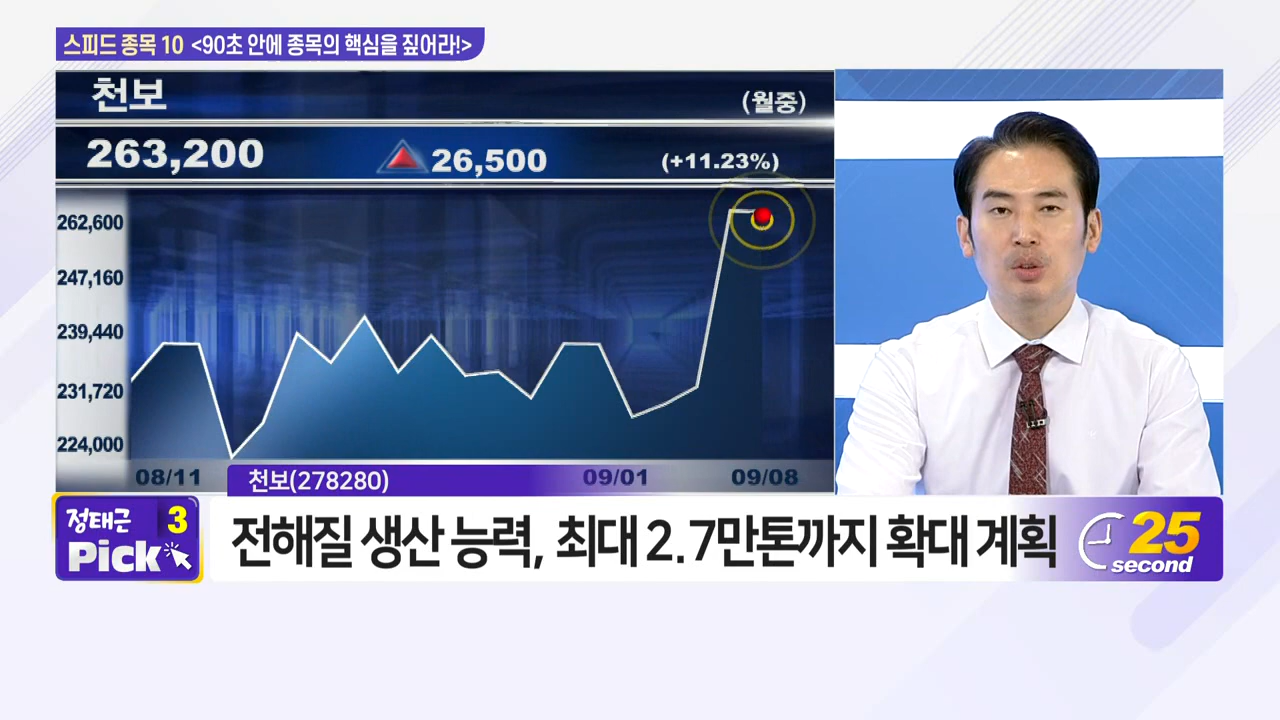 스피드 종목 10 <90초 안에 종목의 핵심을 짚어라!>
천보
(월중)
263,200
26,500
(+11.23%)
262,600
247,160
239,440
231,720
224,000
08/11
09/01
09/08
천보(278280)
정태근 3
Pick
전해질 생산 능력, 최대 2.7만톤까지 확대 계획
25
second